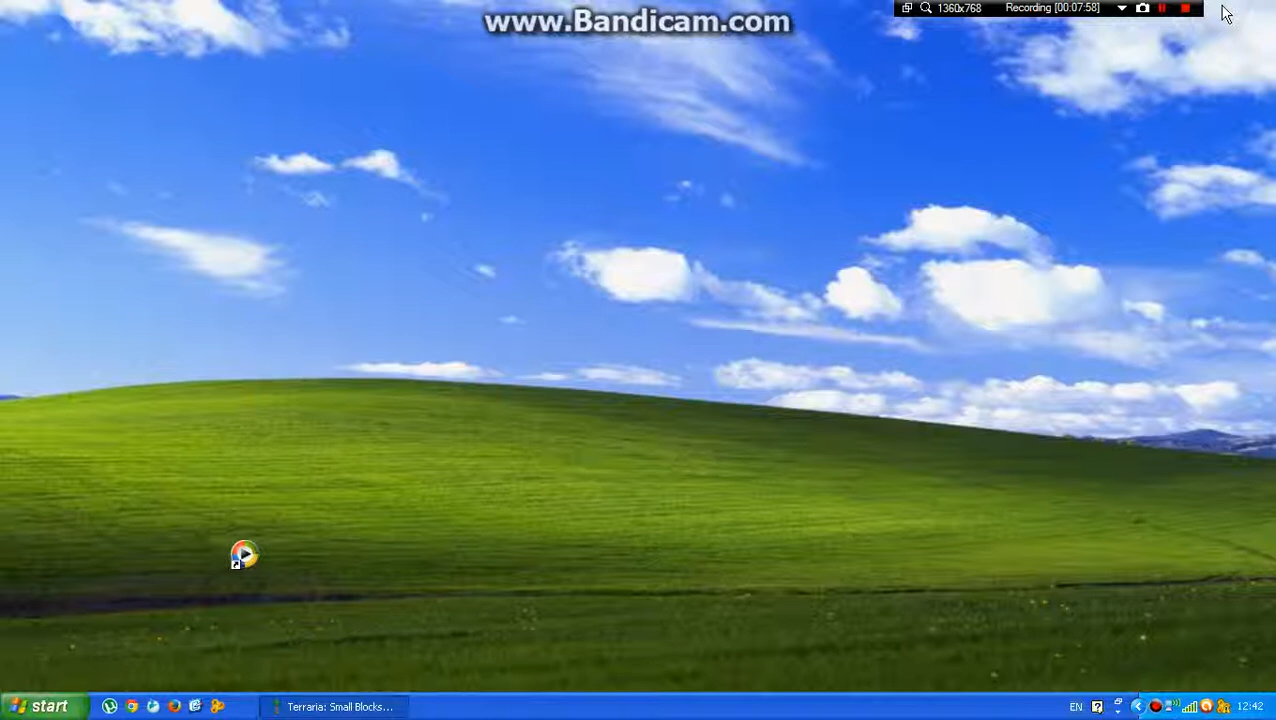 www.Bandicam.com
1360x768 Recording [00:07:58]
start
Terraria: Small Blocks...
EN
12:42